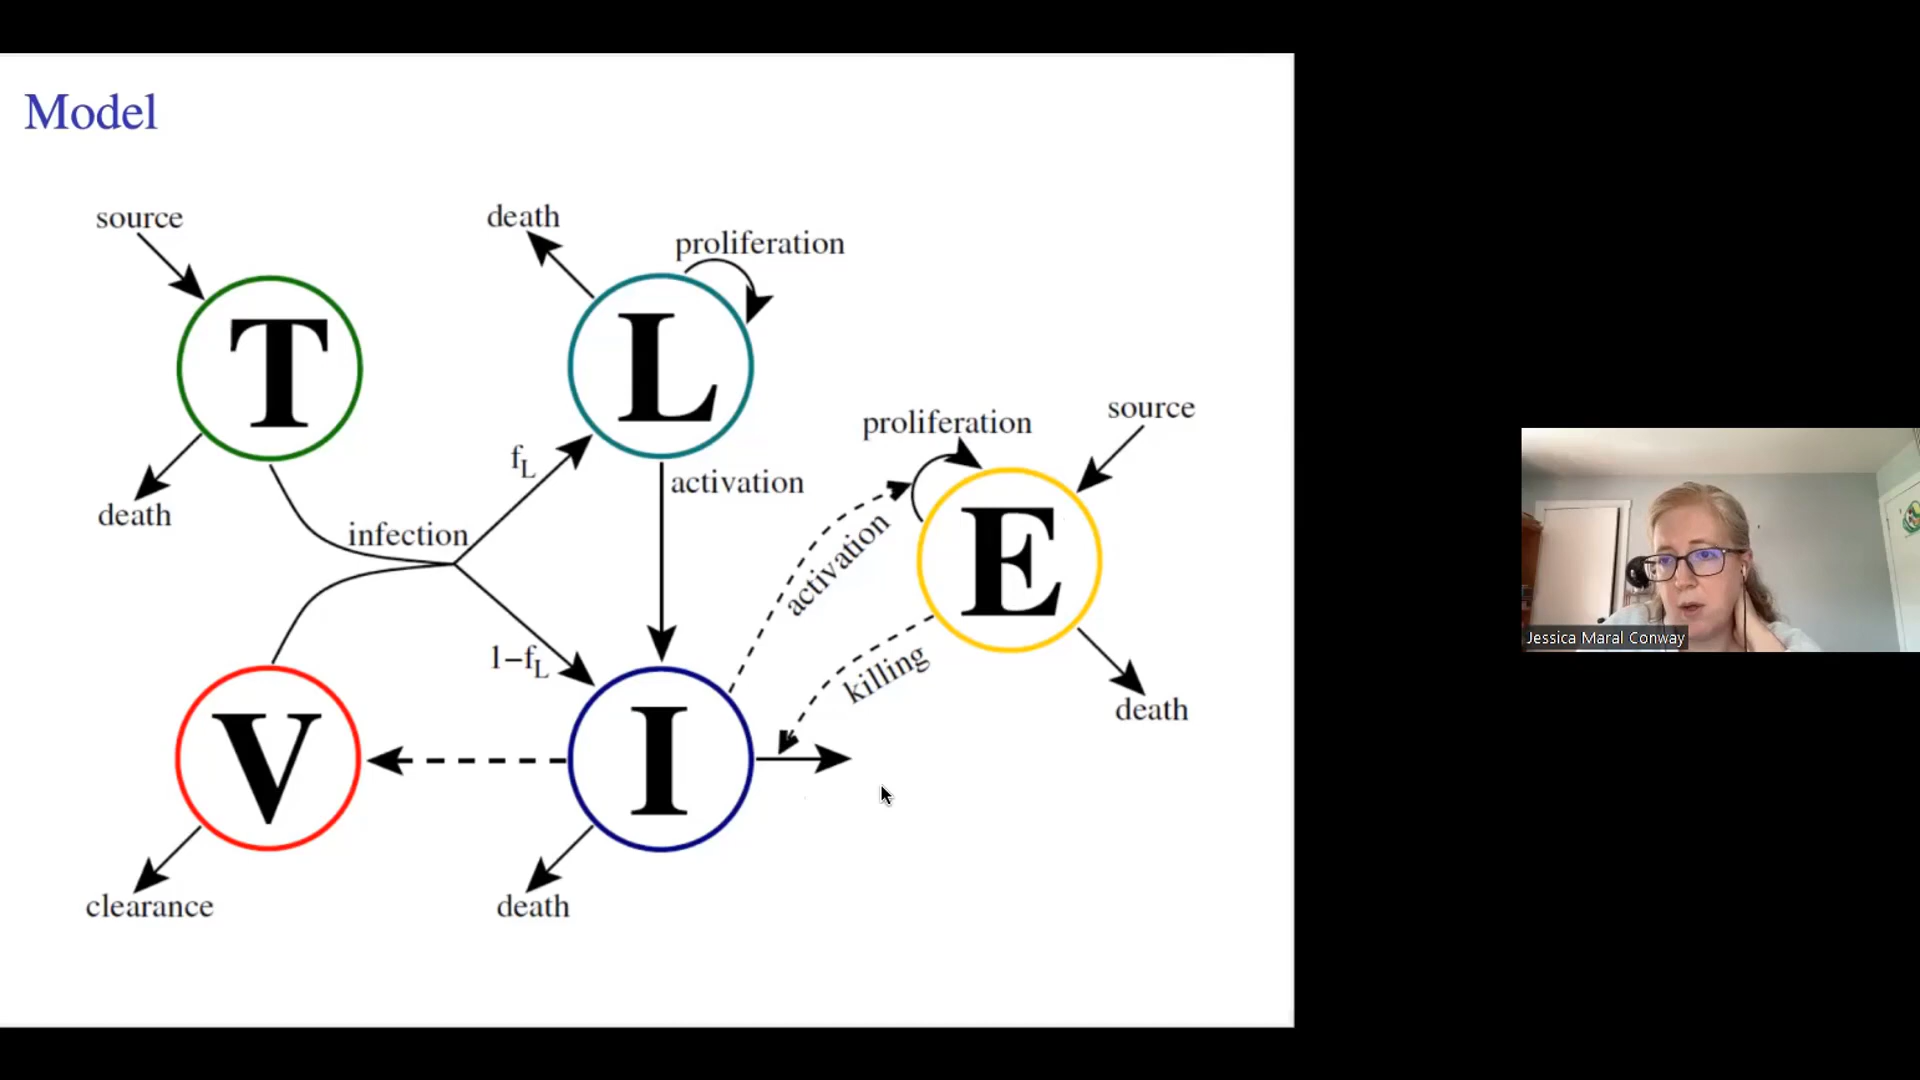 Model
source
death
proliferation
T
L
source
proliferation
f_L
activation
death
infection
activation
E
1−f_L
killing
death
V
I
clearance
death
Jessica Maral Conway